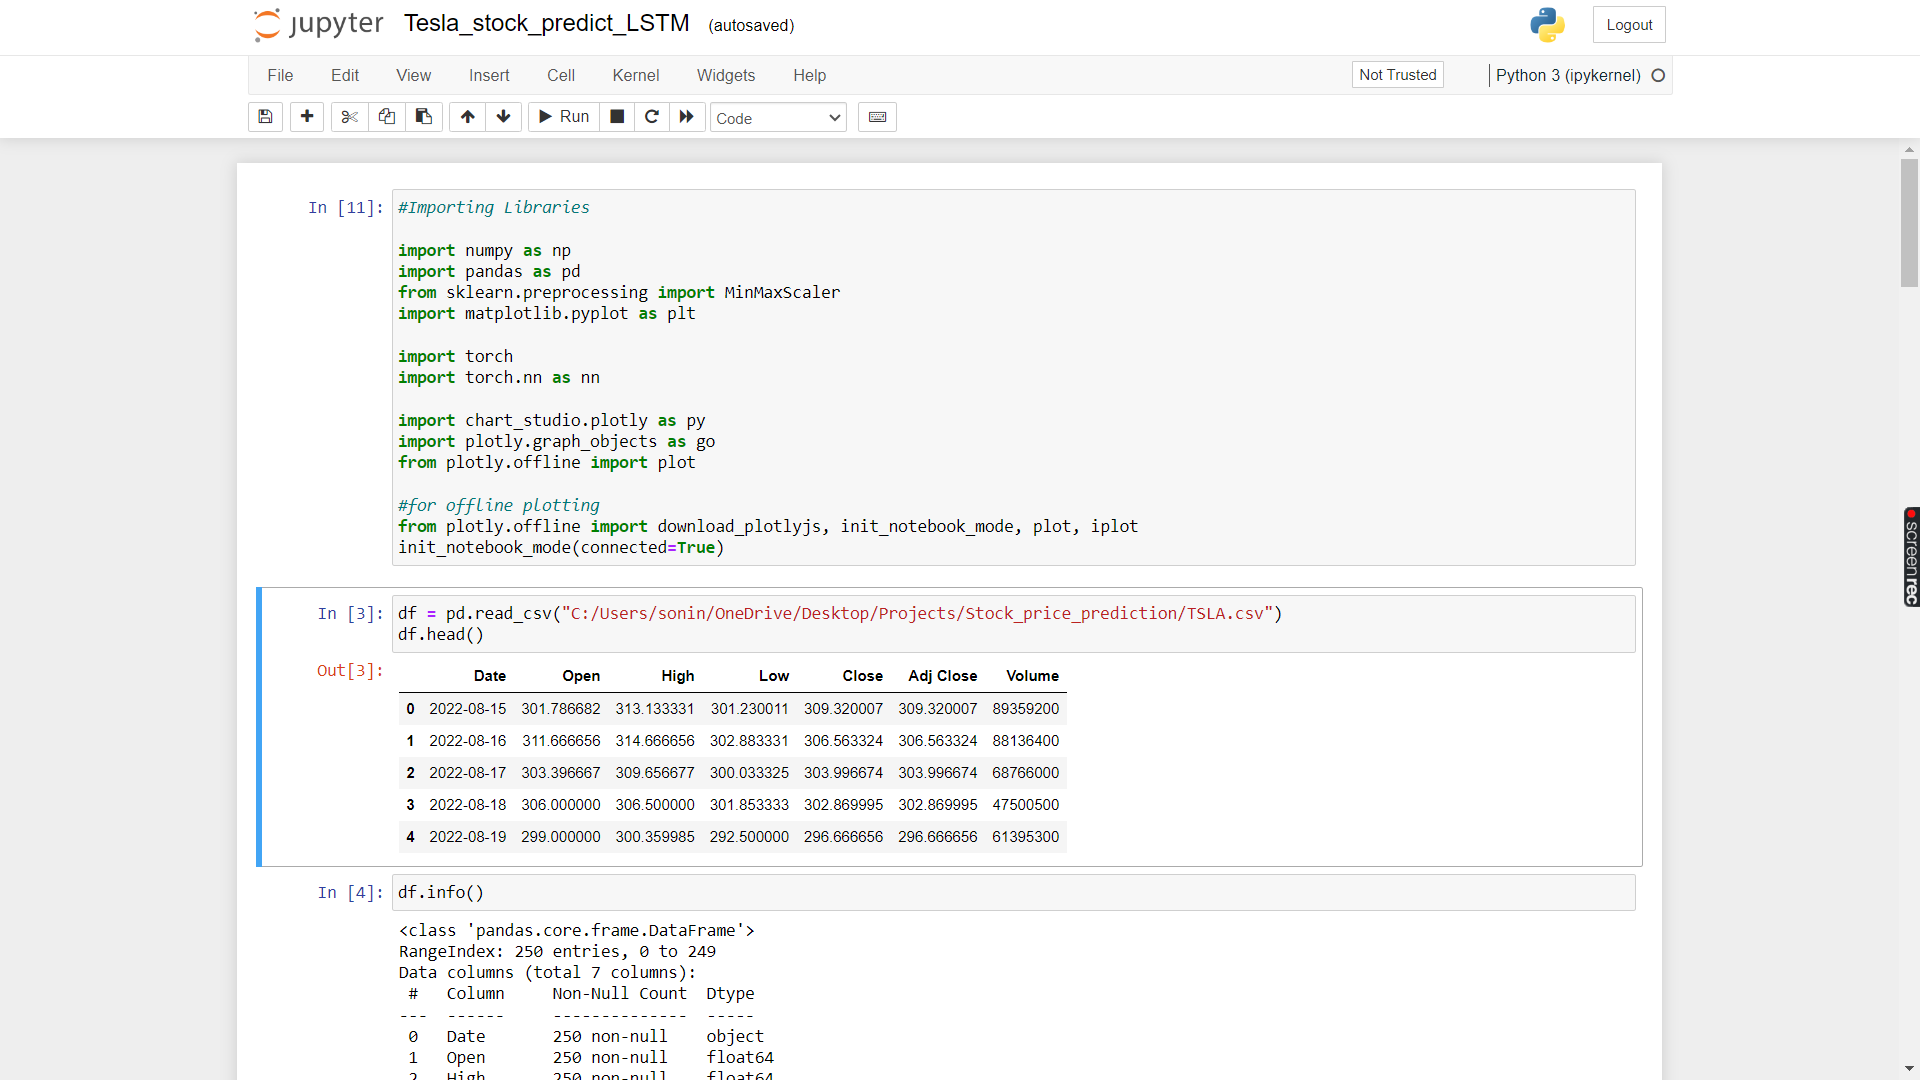 jupyter Tesla_stock_predict_LSTM (autosaved) Logout
File Edit View Insert Cell Kernel Widgets Help Not Trusted Python 3 (ipykernel)
Run Code
In [11]: #Importing Libraries
import numpy as np
import pandas as pd
from sklearn.preprocessing import MinMaxScaler
import matplotlib.pyplot as plt
import torch
import torch.nn as nn
import chart_studio.plotly as py
import plotly.graph_objects as go
from plotly.offline import plot
#for offline plotting
from plotly.offline import download_plotlyjs, init_notebook_mode, plot, iplot
init_notebook_mode(connected=True)
In [3]: df = pd.read_csv("C:/Users/sonin/OneDrive/Desktop/Projects/Stock_price_prediction/TSLA.csv")
df.head()
Out[3]:
Date Open High Low Close Adj Close Volume
0 2022-08-15 301.786682 313.133331 301.230011 309.320007 309.320007 89359200
1 2022-08-16 311.666656 314.666656 302.883331 306.563324 306.563324 88136400
2 2022-08-17 303.396667 309.656677 300.033325 303.996674 303.996674 68766000
3 2022-08-18 306.000000 306.500000 301.853333 302.869995 302.869995 47500500
4 2022-08-19 299.000000 300.359985 292.500000 296.666656 296.666656 61395300
In [4]: df.info()
<class 'pandas.core.frame.DataFrame'>
RangeIndex: 250 entries, 0 to 249
Data columns (total 7 columns):
# Column Non-Null Count Dtype
--- ------ -------------- -----
0 Date 250 non-null object
1 Open 250 non-null float64
2 High 250 non-null float64
screenrec